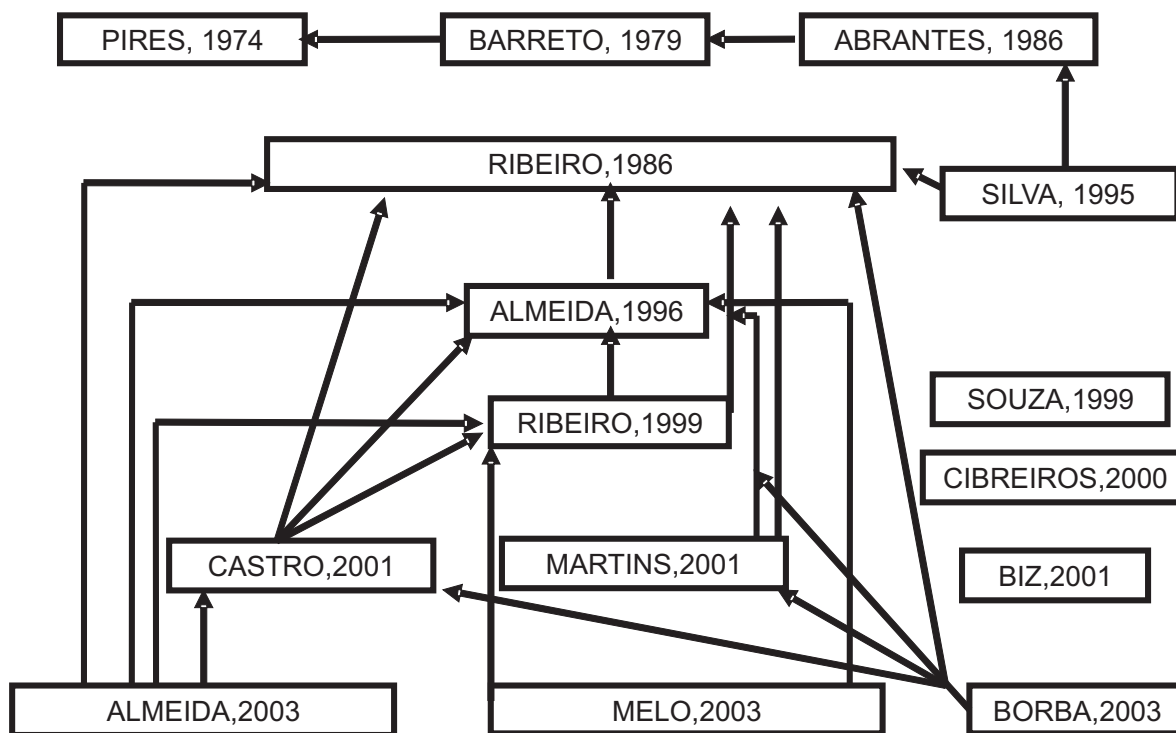 PIRES, 1974
BARRETO, 1979
ABRANTES, 1986
RIBEIRO,1986
SILVA, 1995
ALMEIDA,1996
SOUZA,1999
RIBEIRO,1999
CIBREIROS,2000
CASTRO,2001
MARTINS,2001
BIZ,2001
ALMEIDA,2003
MELO,2003
BORBA,2003